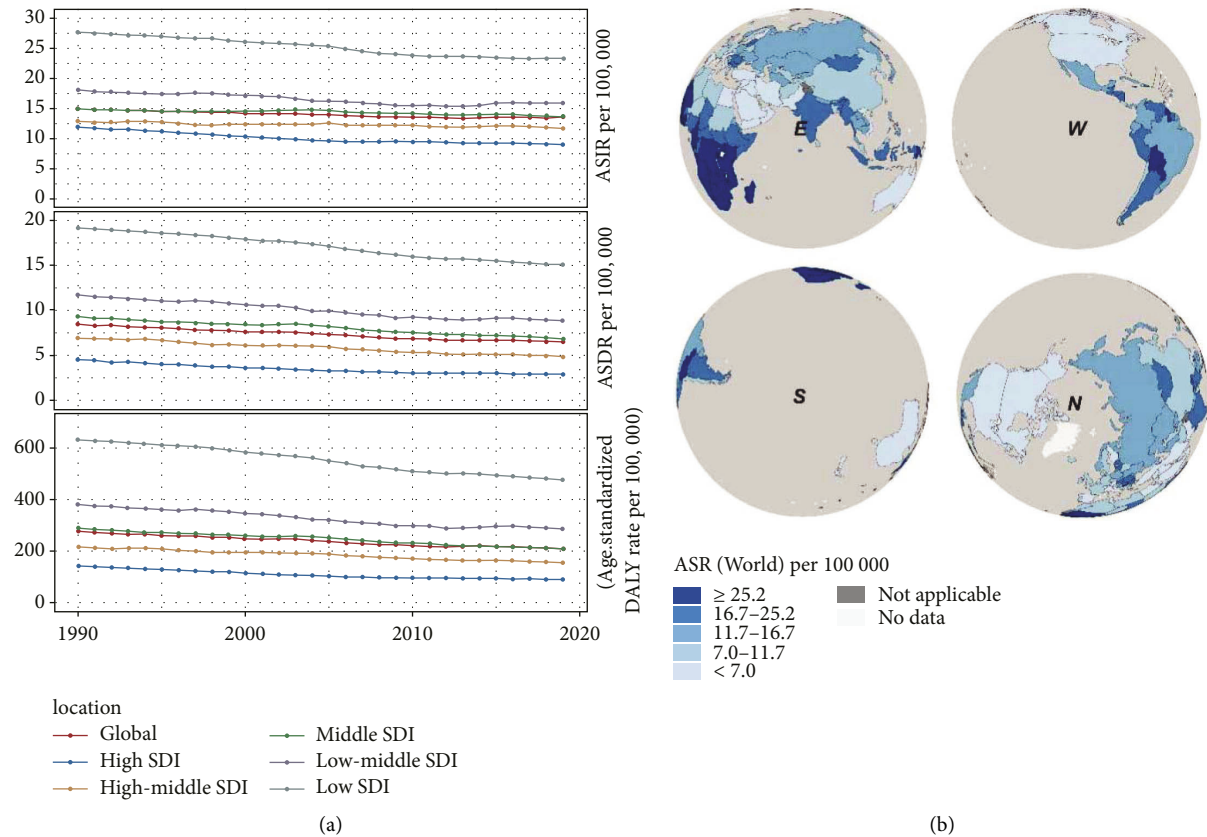 30
25
20
15
10
5
0
ASIR per 100, 000
20
15
10
5
0
ASDR per 100, 000
600
400
200
0
(Age.standardized
DALY rate per 100, 000)
1990 2000 2010 2020
location
Global
High SDI
High-middle SDI
Middle SDI
Low-middle SDI
Low SDI
(a)
E
W
S
N
ASR (World) per 100 000
≥ 25.2
16.7–25.2
11.7–16.7
7.0–11.7
< 7.0
Not applicable
No data
(b)